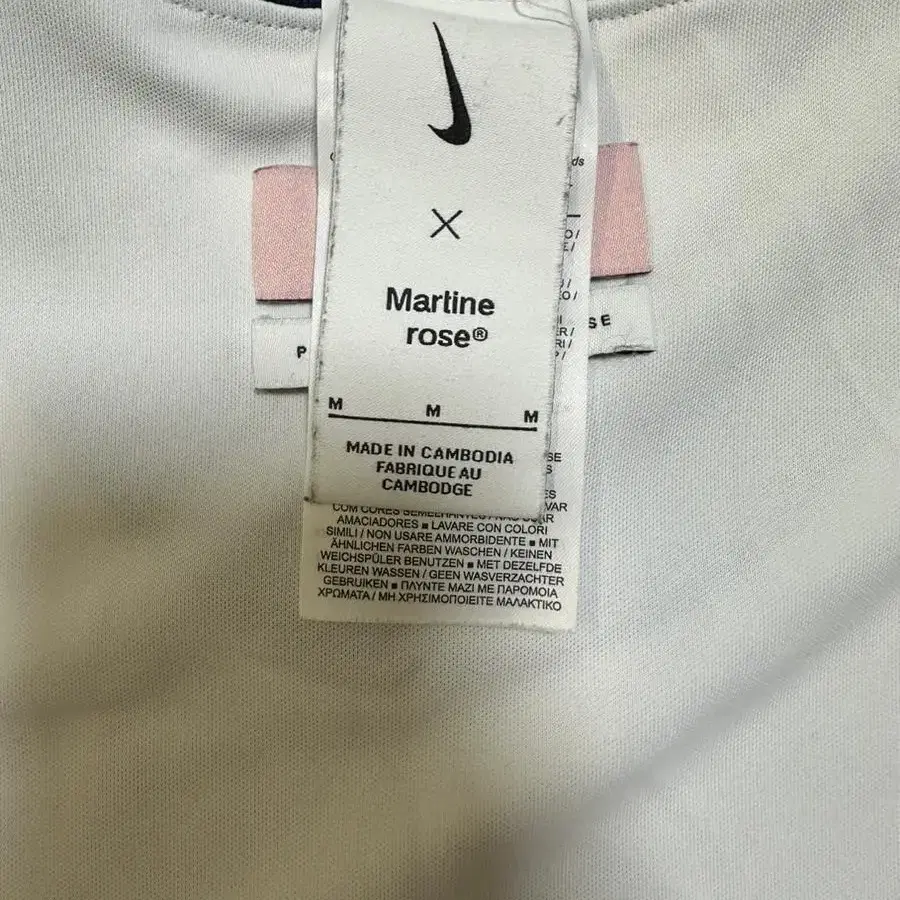 ×
Martine
rose®
M M M
MADE IN CAMBODIA
FABRIQUE AU
CAMBODGE
P
SE
AMACIADORES ■ LAVARE CON COLORI
SIMILI / NON USARE AMMORBIDENTE ■ MIT
ÄHNLICHEN FARBEN WASCHEN / KEINEN
WEICHSPÜLER BENUTZEN ■ MET DEZELFDE
KLEUREN WASSEN / GEEN WASVERZACHTER
GEBRUIKEN ■ ΠΛΥΝΤΕ ΜΑΖΙ ΜΕ ΠΑΡΟΜΟΙΑ
ΧΡΩΜΑΤΑ / ΜΗ ΧΡΗΣΙΜΟΠΟΙΕΙΤΕ ΜΑΛΑΚΤΙΚΟ